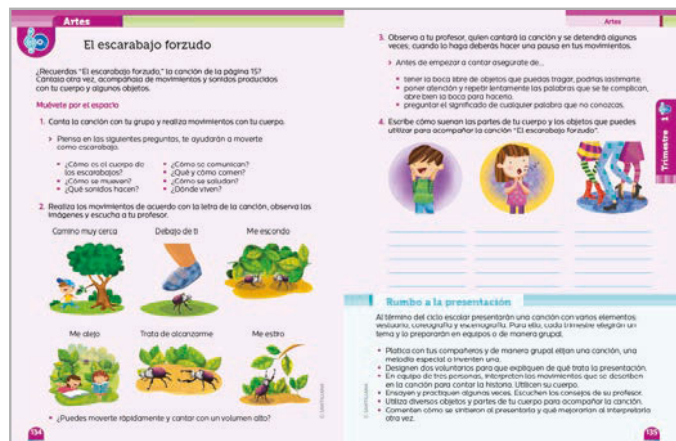 Artes
El escarabajo forzudo
¿Recuerdas "El escarabajo forzudo," la canción de la página 15?
Cántala otra vez, acompáñala de movimientos y sonidos producidos
con tu cuerpo y algunos objetos.
Muévete por el espacio
1. Canta la canción con tu grupo y realiza movimientos con tu cuerpo.
> Piensa en las siguientes preguntas, te ayudarán a moverte
como escarabajo.
• ¿Cómo es el cuerpo de
los escarabajos?
• ¿Cómo se mueven?
• ¿Qué sonidos hacen?
• ¿Cómo se comunican?
• ¿Qué y cómo comen?
• ¿Cómo se saludan?
• ¿Dónde viven?
2. Realiza los movimientos de acuerdo con la letra de la canción, observa las
imágenes y escucha a tu profesor.
Camino muy cerca
Debajo de ti
Me escondo
Me alejo
Trata de alcanzarme
Me estiro
• ¿Puedes moverte rápidamente y cantar con un volumen alto?
© SANTILLANA
134
Artes
3. Observa a tu profesor, quien cantará la canción y se detendrá algunas
veces; cuando lo haga deberás hacer una pausa en tus movimientos.
> Antes de empezar a cantar asegúrate de...
• tener la boca libre de objetos que puedas tragar, podrías lastimarte.
• poner atención y repetir lentamente las palabras que se te complican,
abre bien la boca para hacerlo.
• preguntar el significado de cualquier palabra que no conozcas.
4. Escribe cómo suenan las partes de tu cuerpo y los objetos que puedes
utilizar para acompañar la canción "El escarabajo forzudo".
Trimestre 1
Rumbo a la presentación
Al término del ciclo escolar presentarán una canción con varios elementos:
vestuario, coreografía y escenografía. Para ello, cada trimestre elegirán un
tema y lo prepararán en equipos o de manera grupal.
• Platica con tus compañeros y de manera grupal elijan una canción, una
melodía especial o inventen una.
• Designen dos voluntarios para que expliquen de qué trata la presentación.
• En equipo de tres personas, interpreten los movimientos que se describen
en la canción para contar la historia. Utilicen su cuerpo.
• Ensayen y practiquen algunas veces. Escuchen los consejos de su profesor.
• Utiliza diversos objetos y partes de tu cuerpo para acompañar la canción.
• Comenten cómo se sintieron al presentarla y qué mejorarían al interpretarla
otra vez.
© SANTILLANA
135